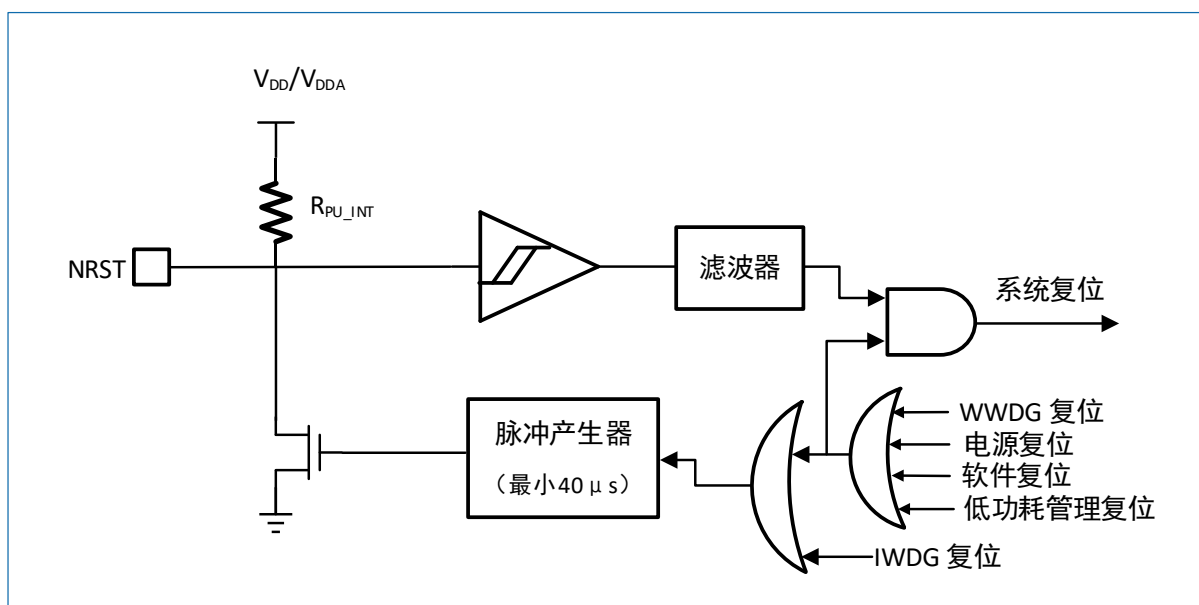 VDD/VDDA
RPU_INT
NRST
滤波器
系统复位
脉冲产生器
（最小40μs）
WWDG 复位
电源复位
软件复位
低功耗管理复位
IWDG 复位